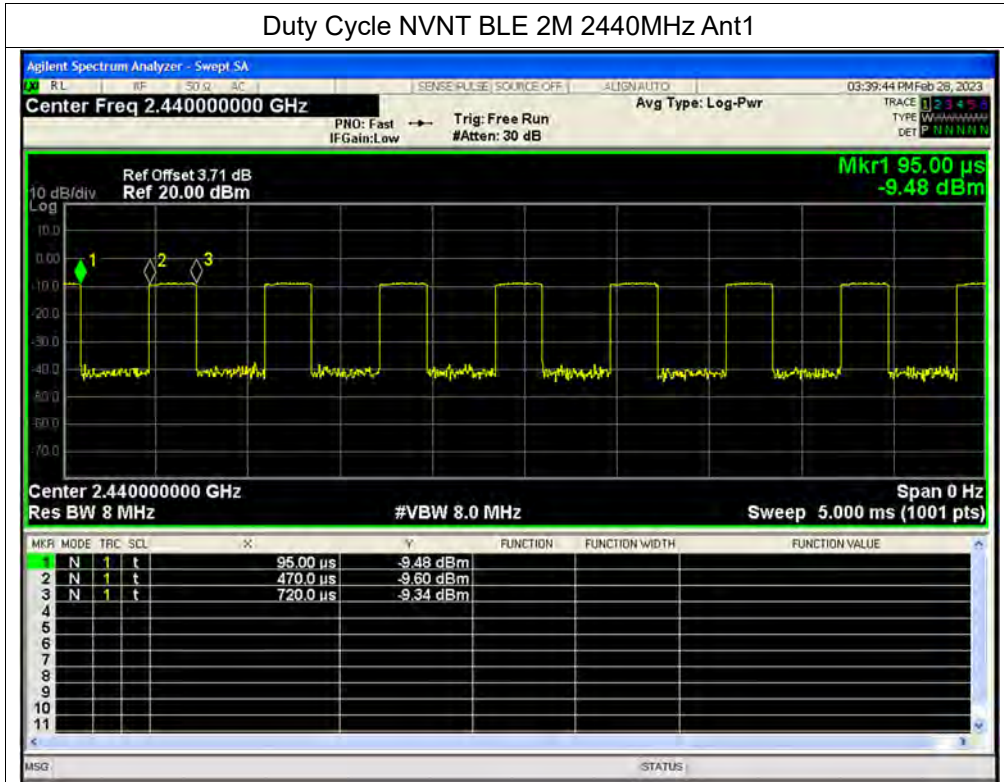 Duty Cycle NVNT BLE 2M 2440MHz Ant1
Agilent Spectrum Analyzer - Swept SA
RL RF 50 Ω AC SENSE:PULSE SOURCE OFF ALIGN AUTO 03:39:44 PM Feb 28, 2023
Center Freq 2.440000000 GHz Avg Type: Log-Pwr TRACE 1 2 3 4 5 6
PNO: Fast Trig: Free Run TYPE W
IFGain:Low #Atten: 30 dB DET P N N N N N
Mkr1 95.00 µs
Ref Offset 3.71 dB -9.48 dBm
10 dB/div Ref 20.00 dBm
Log
10.0
0.00 1 2 3
-10.0
-20.0
-30.0
-40.0
-50.0
-60.0
-70.0
Center 2.440000000 GHz Span 0 Hz
Res BW 8 MHz #VBW 8.0 MHz Sweep 5.000 ms (1001 pts)
MKR MODE TRC SCL X Y FUNCTION FUNCTION WIDTH FUNCTION VALUE
1 N 1 t 95.00 µs -9.48 dBm
2 N 1 t 470.0 µs -9.60 dBm
3 N 1 t 720.0 µs -9.34 dBm
4
5
6
7
8
9
10
11
MSG STATUS